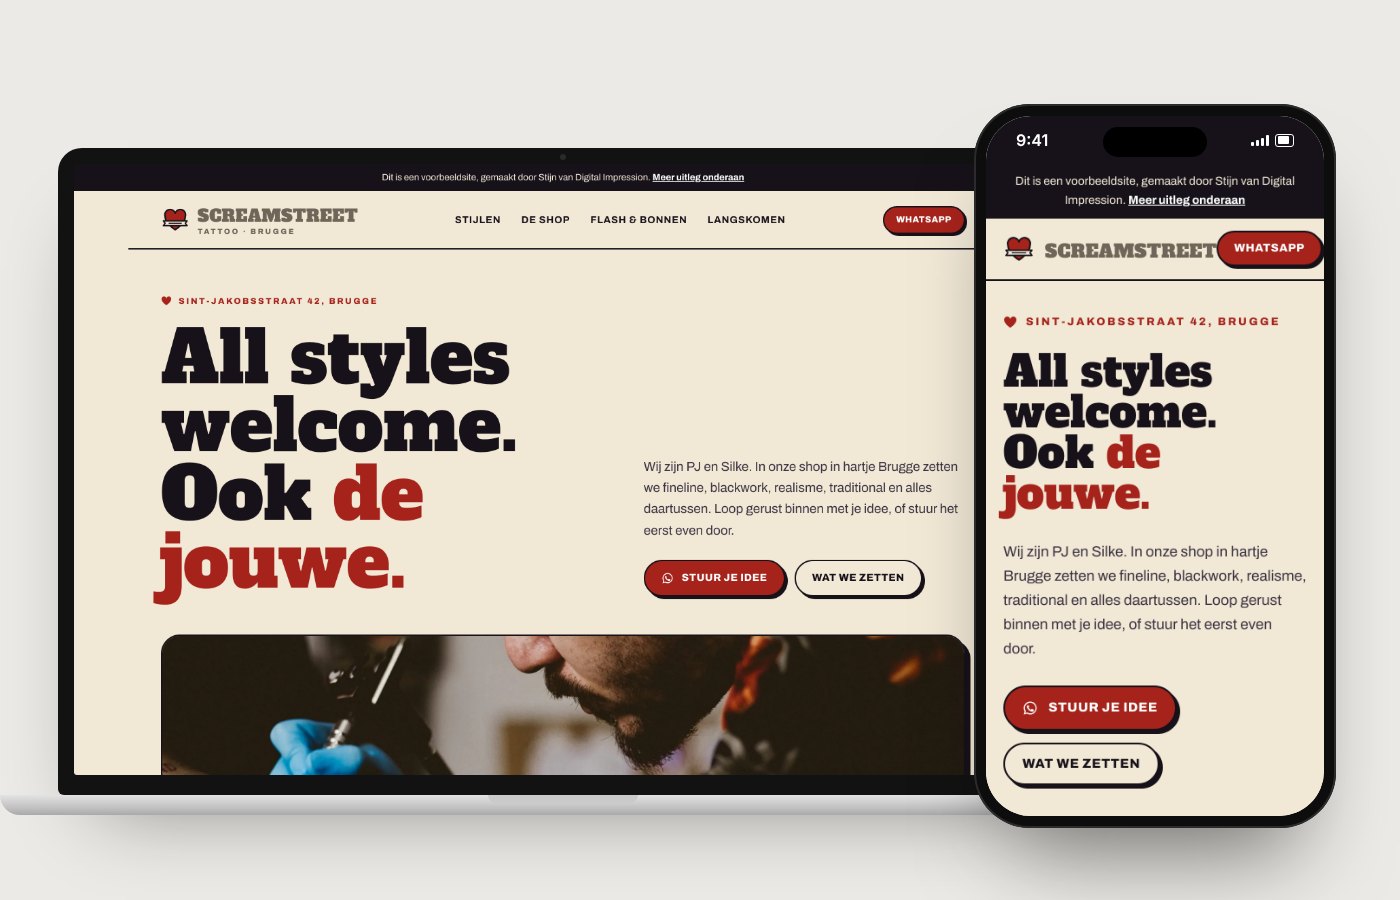 Dit is een voorbeeldsite, gemaakt door Stijn van Digital Impression. Meer uitleg onderaan
SCREAMSTREET
TATTOO · BRUGGE
STIJLEN DE SHOP FLASH & BONNEN LANGSKOMEN
WHATSAPP
SINT-JAKOBSSTRAAT 42, BRUGGE
All styles
welcome.
Ook de
jouwe.
Wij zijn PJ en Silke. In onze shop in hartje Brugge zetten
we fineline, blackwork, realisme, traditional en alles
daartussen. Loop gerust binnen met je idee, of stuur het
eerst even door.
STUUR JE IDEE
WAT WE ZETTEN
9:41
Dit is een voorbeeldsite, gemaakt door Stijn van Digital
Impression. Meer uitleg onderaan
SCREAMSTREET
WHATSAPP
SINT-JAKOBSSTRAAT 42, BRUGGE
All styles
welcome.
Ook de
jouwe.
Wij zijn PJ en Silke. In onze shop in hartje
Brugge zetten we fineline, blackwork, realisme,
traditional en alles daartussen. Loop gerust
binnen met je idee, of stuur het eerst even
door.
STUUR JE IDEE
WAT WE ZETTEN